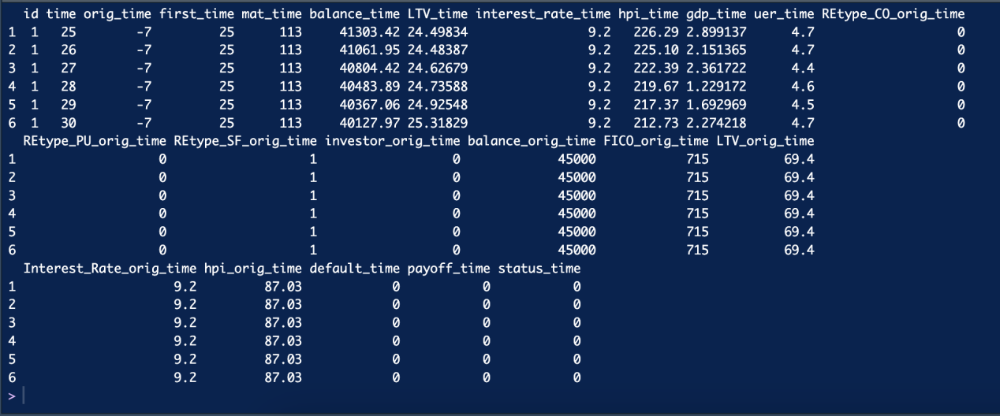 id time orig_time first_time mat_time balance_time LTV_time interest_rate_time hpi_time gdp_time uer_time REtype_CO_orig_time
1 1 25 -7 25 113 41303.42 24.49834 9.2 226.29 2.899137 4.7 0
2 1 26 -7 25 113 41061.95 24.48387 9.2 225.10 2.151365 4.7 0
3 1 27 -7 25 113 40804.42 24.62679 9.2 222.39 2.361722 4.4 0
4 1 28 -7 25 113 40483.89 24.73588 9.2 219.67 1.229172 4.6 0
5 1 29 -7 25 113 40367.06 24.92548 9.2 217.37 1.692969 4.5 0
6 1 30 -7 25 113 40127.97 25.31829 9.2 212.73 2.274218 4.7 0
REtype_PU_orig_time REtype_SF_orig_time investor_orig_time balance_orig_time FICO_orig_time LTV_orig_time
1 0 1 0 45000 715 69.4
2 0 1 0 45000 715 69.4
3 0 1 0 45000 715 69.4
4 0 1 0 45000 715 69.4
5 0 1 0 45000 715 69.4
6 0 1 0 45000 715 69.4
Interest_Rate_orig_time hpi_orig_time default_time payoff_time status_time
1 9.2 87.03 0 0 0
2 9.2 87.03 0 0 0
3 9.2 87.03 0 0 0
4 9.2 87.03 0 0 0
5 9.2 87.03 0 0 0
6 9.2 87.03 0 0 0
>